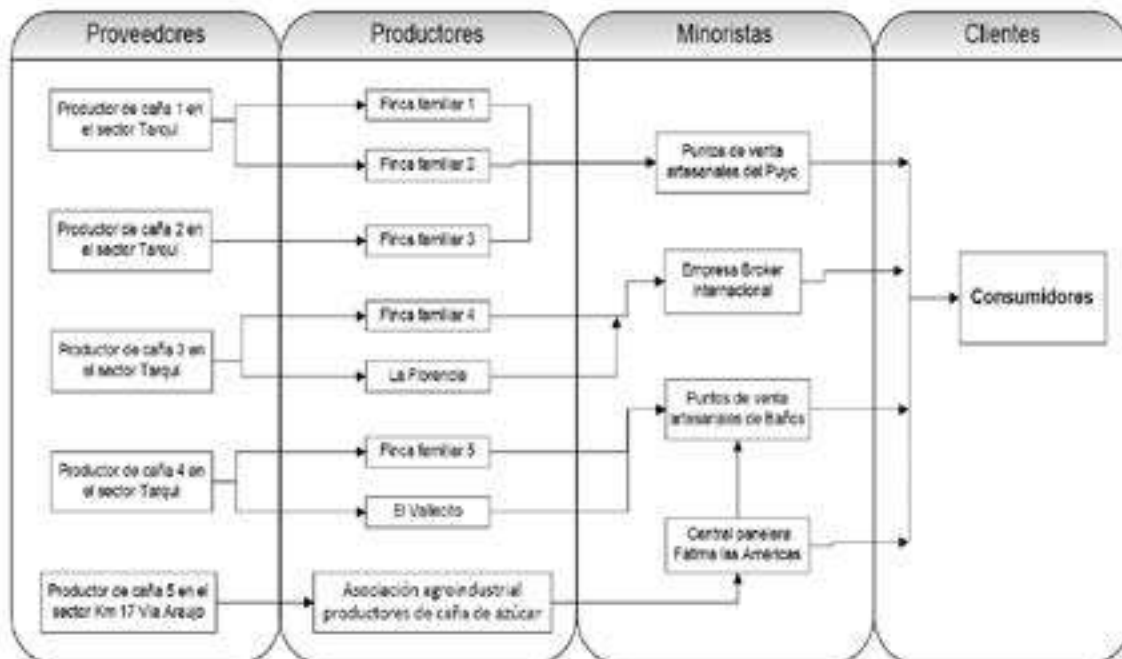 Proveedores
Productores
Minoristas
Clientes
Productor de caña 1 en
el sector Tarqui
Productor de caña 2 en
el sector Tarqui
Productor de caña 3 en
el sector Tarqui
Productor de caña 4 en
el sector Tarqui
Productor de caña 5 en el
sector Km 17 Via Araujo
Finca familiar 1
Finca familiar 2
Finca familiar 3
Finca familiar 4
La Florencia
Finca familiar 5
El Vallecito
Asociación agroindustrial
productores de caña de azúcar
Puntos de venta
artesanales del Puyo
Empresa Broker
internacional
Puntos de venta
artesanales de Baños
Central panelera
Fátima las Américas
Consumidores